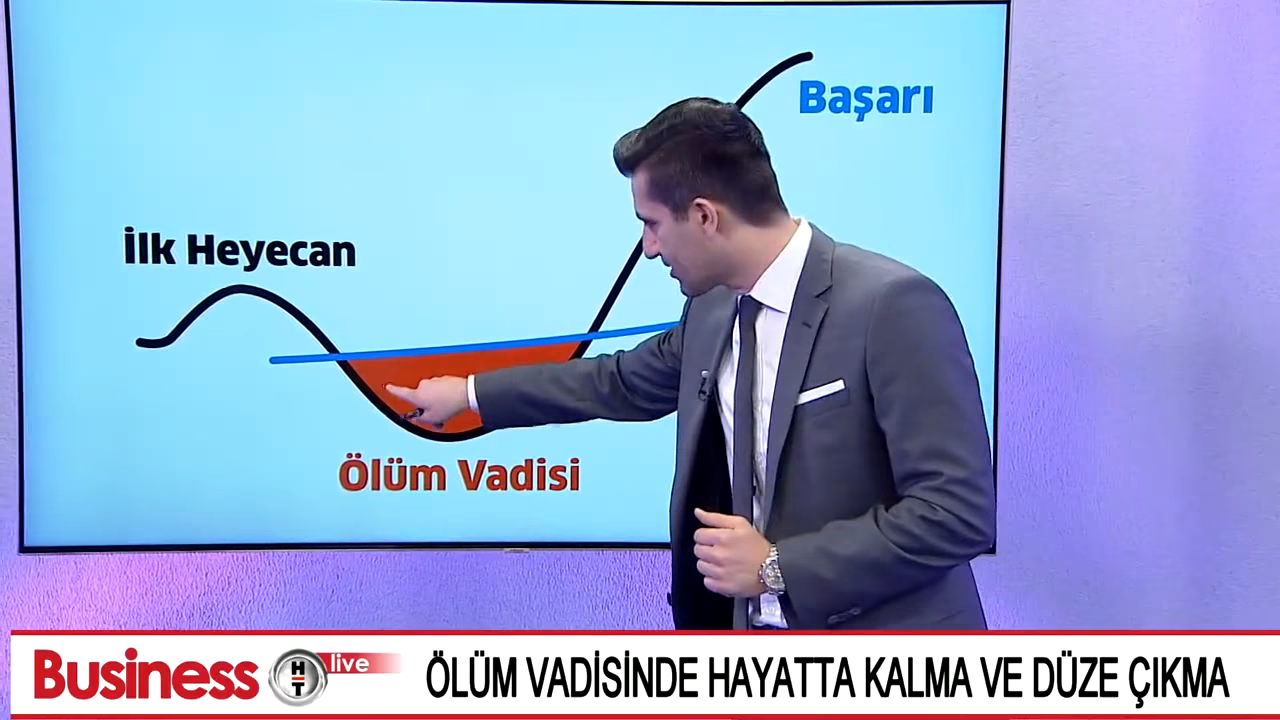 Başarı
İlk Heyecan
Ölüm Vadisi
Business HT live
ÖLÜM VADİSİNDE HAYATTA KALMA VE DÜZE ÇIKMA